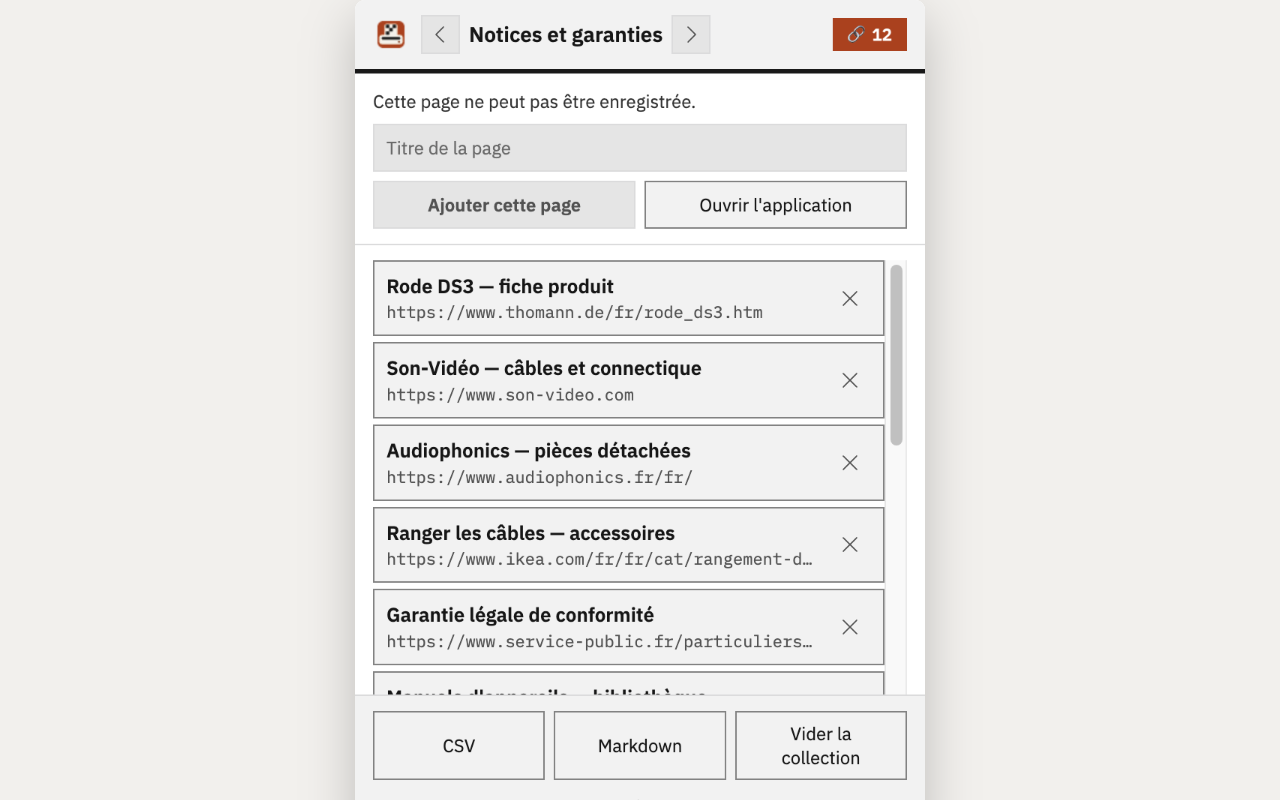 Notices et garanties
12
Cette page ne peut pas être enregistrée.
Titre de la page
Ajouter cette page
Ouvrir l'application
Rode DS3 — fiche produit
https://www.thomann.de/fr/rode_ds3.htm
Son-Vidéo — câbles et connectique
https://www.son-video.com
Audiophonics — pièces détachées
https://www.audiophonics.fr/fr/
Ranger les câbles — accessoires
https://www.ikea.com/fr/fr/cat/rangement-d…
Garantie légale de conformité
https://www.service-public.fr/particuliers…
Manuels d'appareils — bibliothèque
CSV
Markdown
Vider la
collection